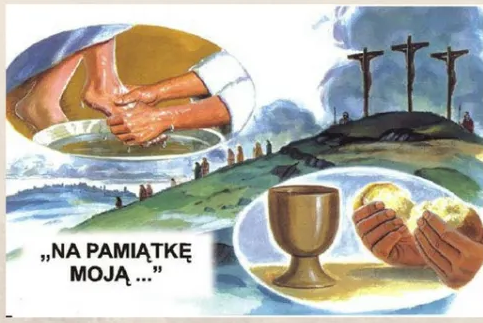 „NA PAMIĄTKĘ
MOJĄ ...”